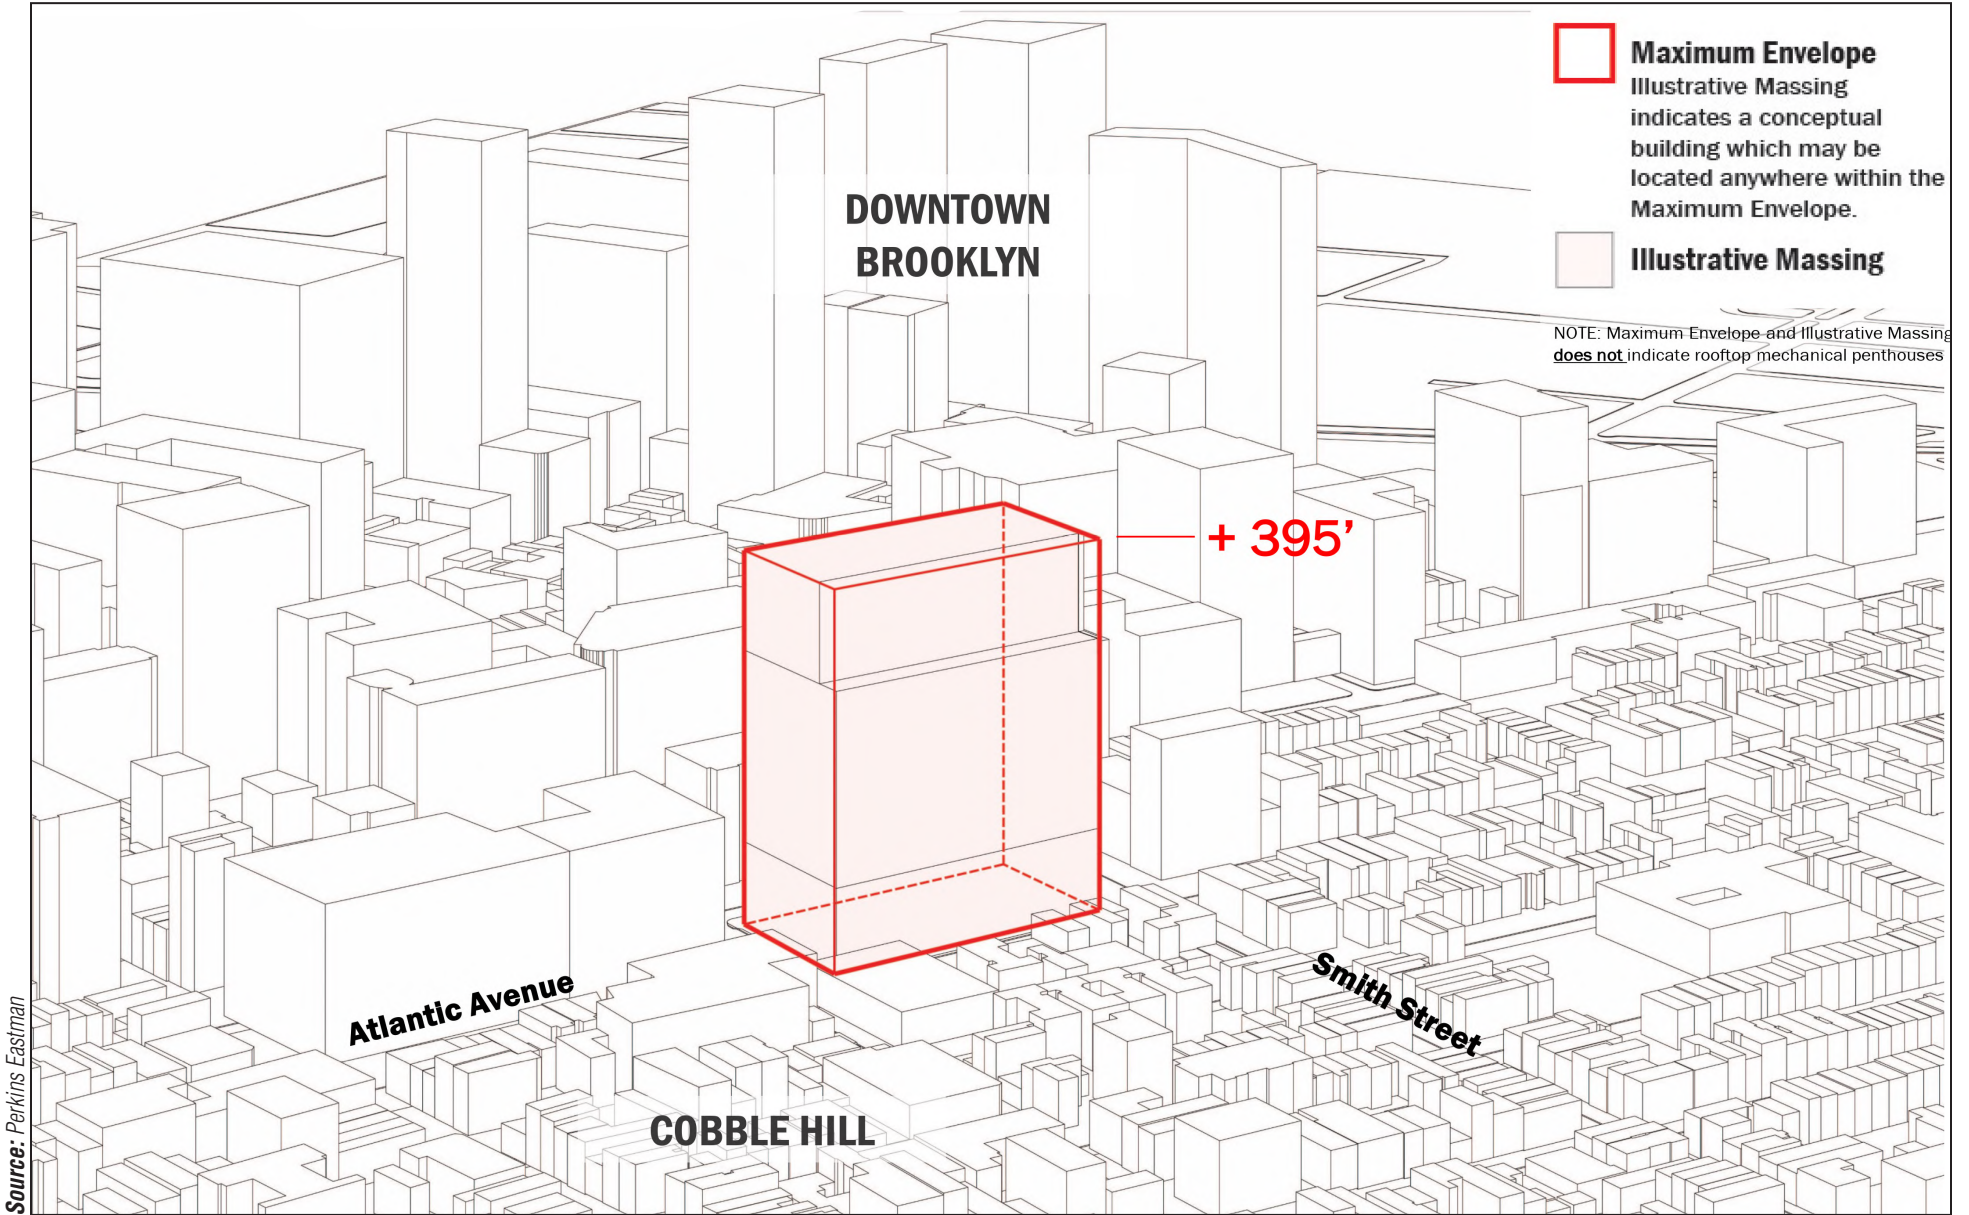 Maximum Envelope
Illustrative Massing
indicates a conceptual
building which may be
located anywhere within the
Maximum Envelope.
Illustrative Massing
NOTE: Maximum Envelope and Illustrative Massing
does not indicate rooftop mechanical penthouses
DOWNTOWN
BROOKLYN
+ 395’
Atlantic Avenue
Smith Street
COBBLE HILL
Source: Perkins Eastman